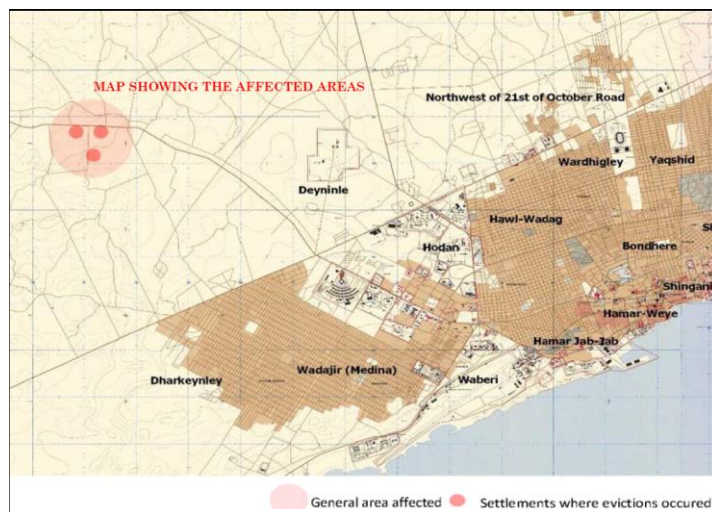 MAP SHOWING THE AFFECTED AREAS
Northwest of 21st of October Road
Wardhigley
Yaqshid
Deyninle
Hawl-Wadag
Hodan
Bondhere
Shingani
Hamar-Weye
Hamar Jab-Jab
Wadajir (Medina)
Dharkeynley
Waberi
General area affected
Settlements where evictions occured